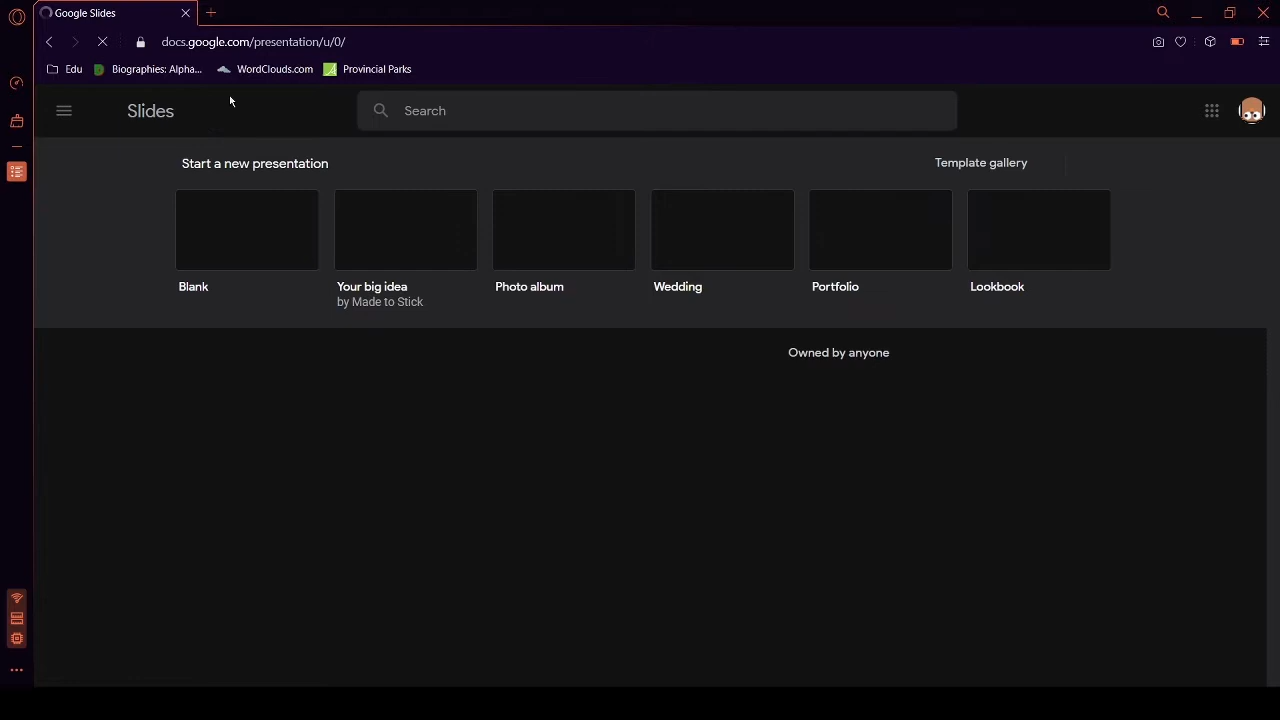 Google Slides
docs.google.com/presentation/u/0/
Edu
Biographies: Alpha...
WordClouds.com
Provincial Parks
Slides
Search
Start a new presentation
Template gallery
Blank
Your big idea
by Made to Stick
Photo album
Wedding
Portfolio
Lookbook
Owned by anyone